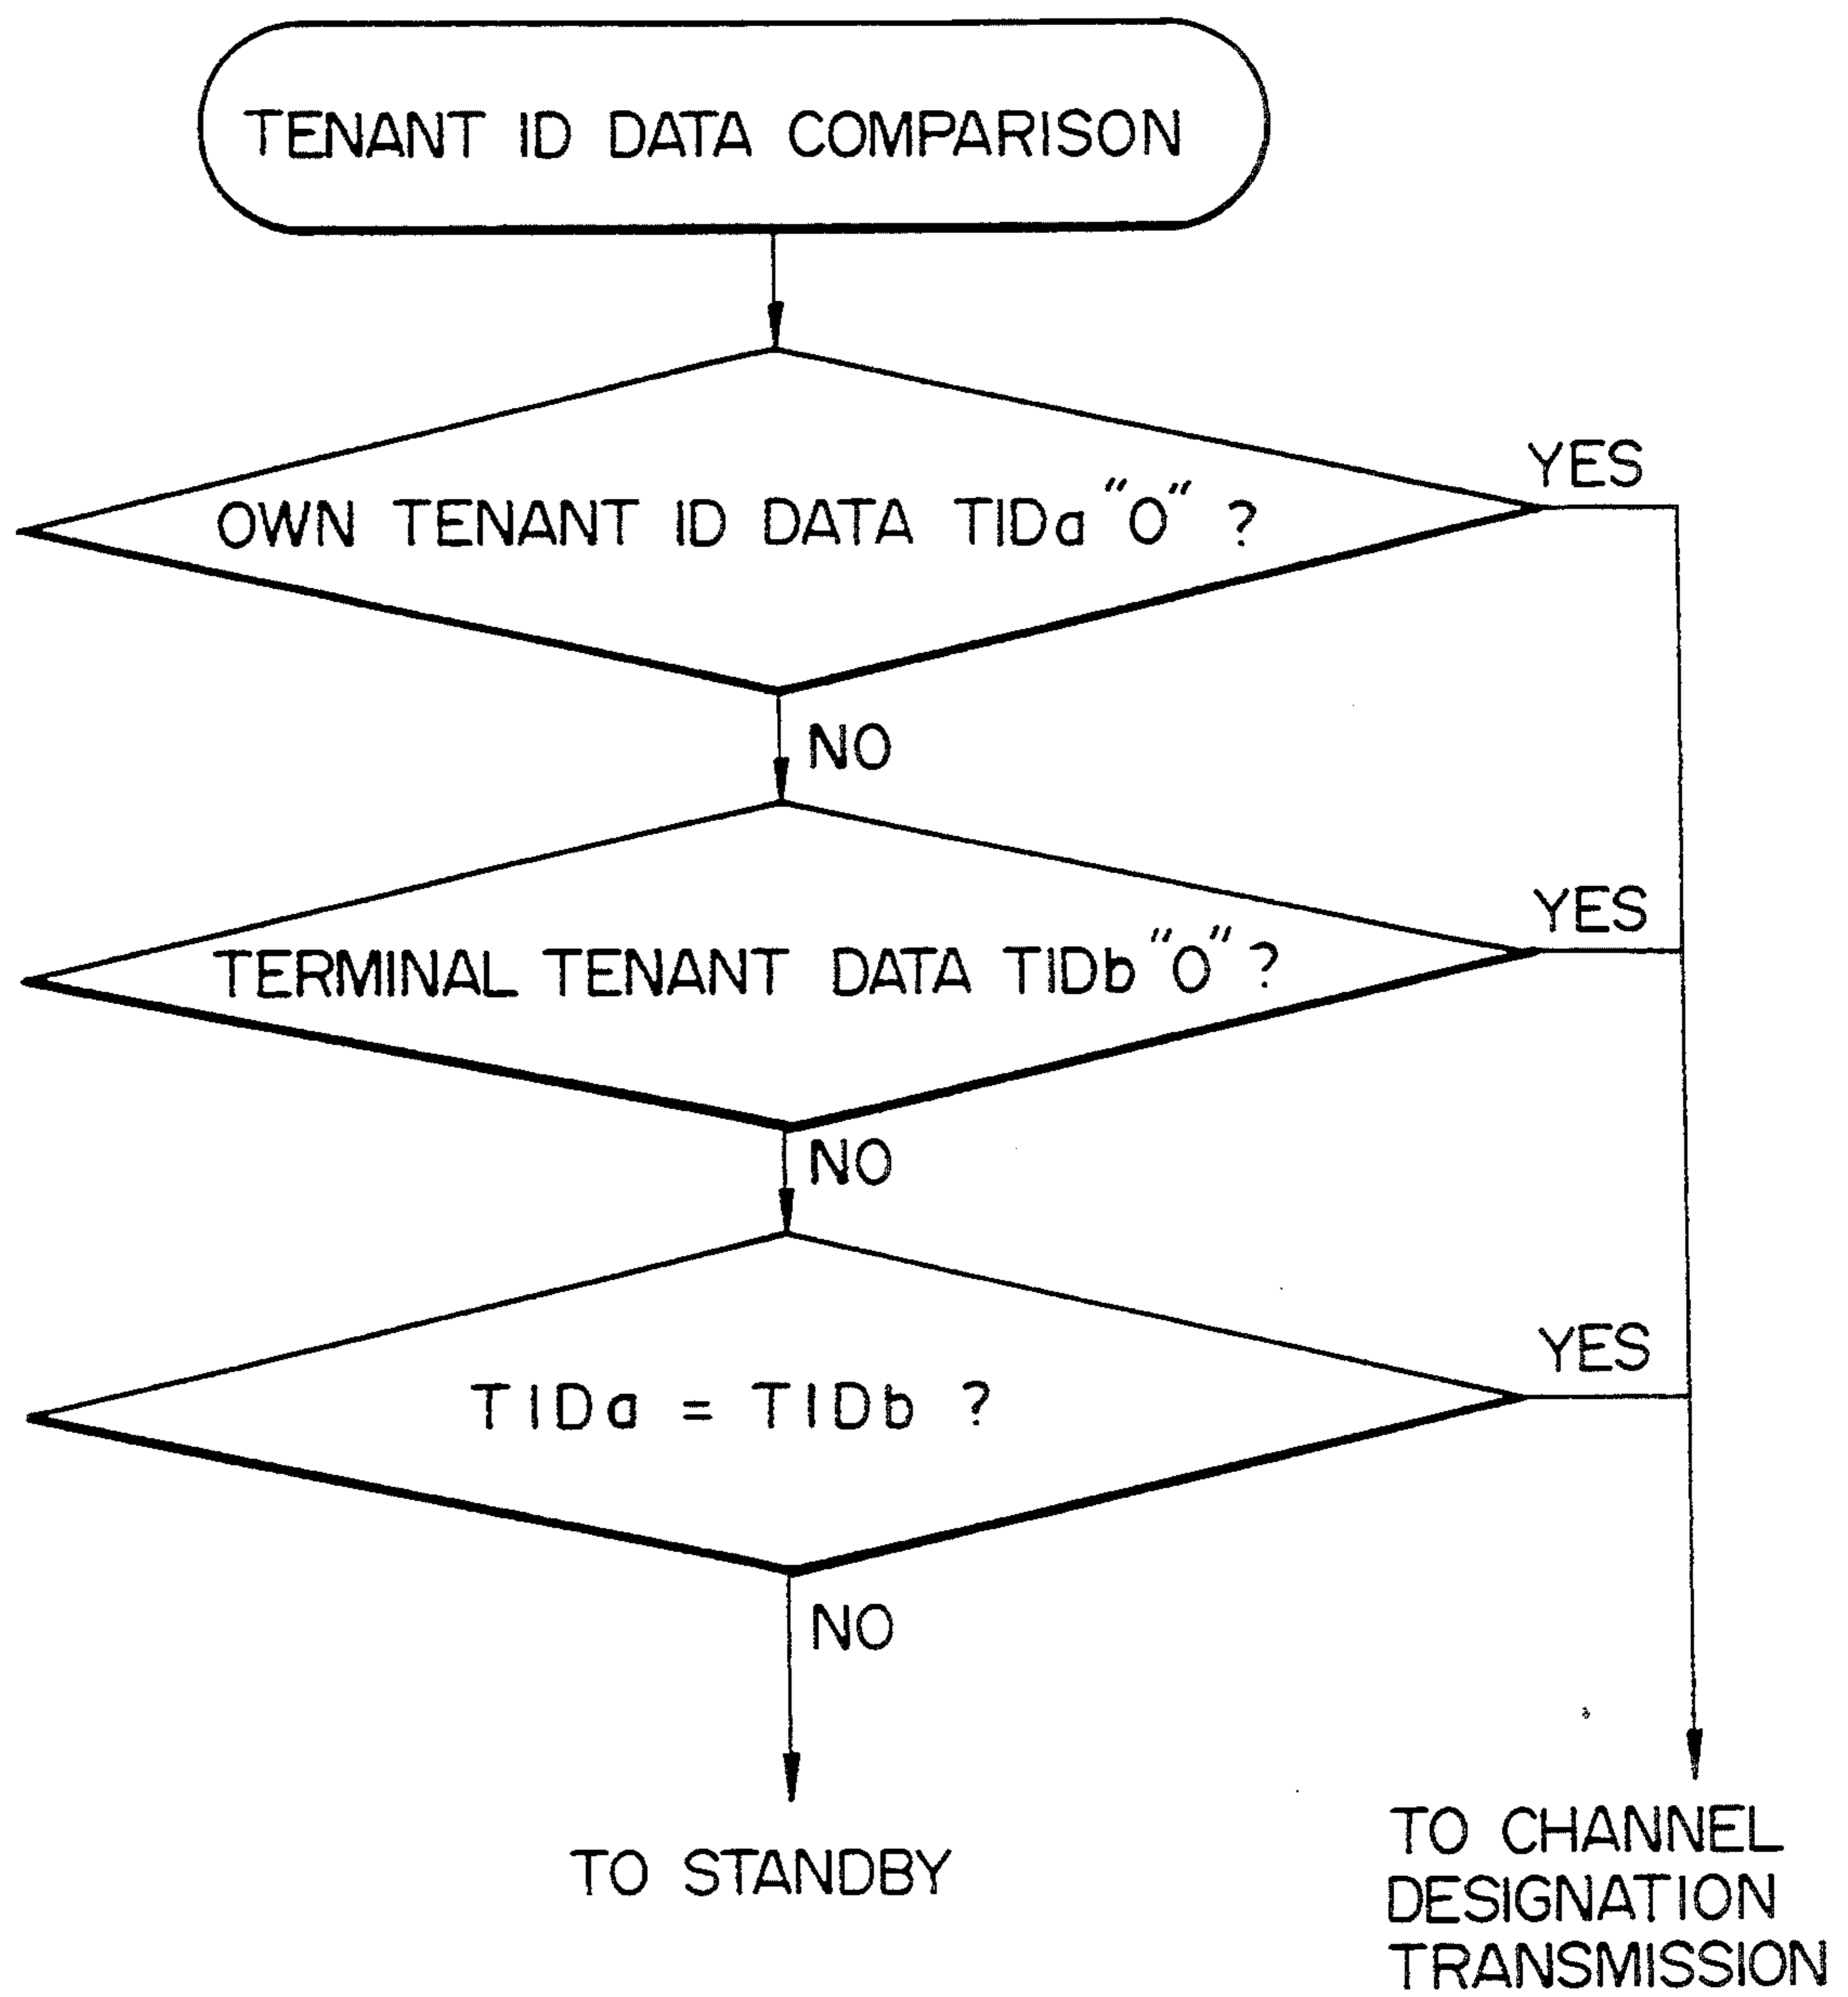 TENANT ID DATA COMPARISON
YES
OWN TENANT ID DATA TIDa "0" ?
NO
YES
TERMINAL TENANT DATA TIDb "0" ?
NO
YES
TIDa = TIDb ?
NO
TO STANDBY
TO CHANNEL
DESIGNATION
TRANSMISSION